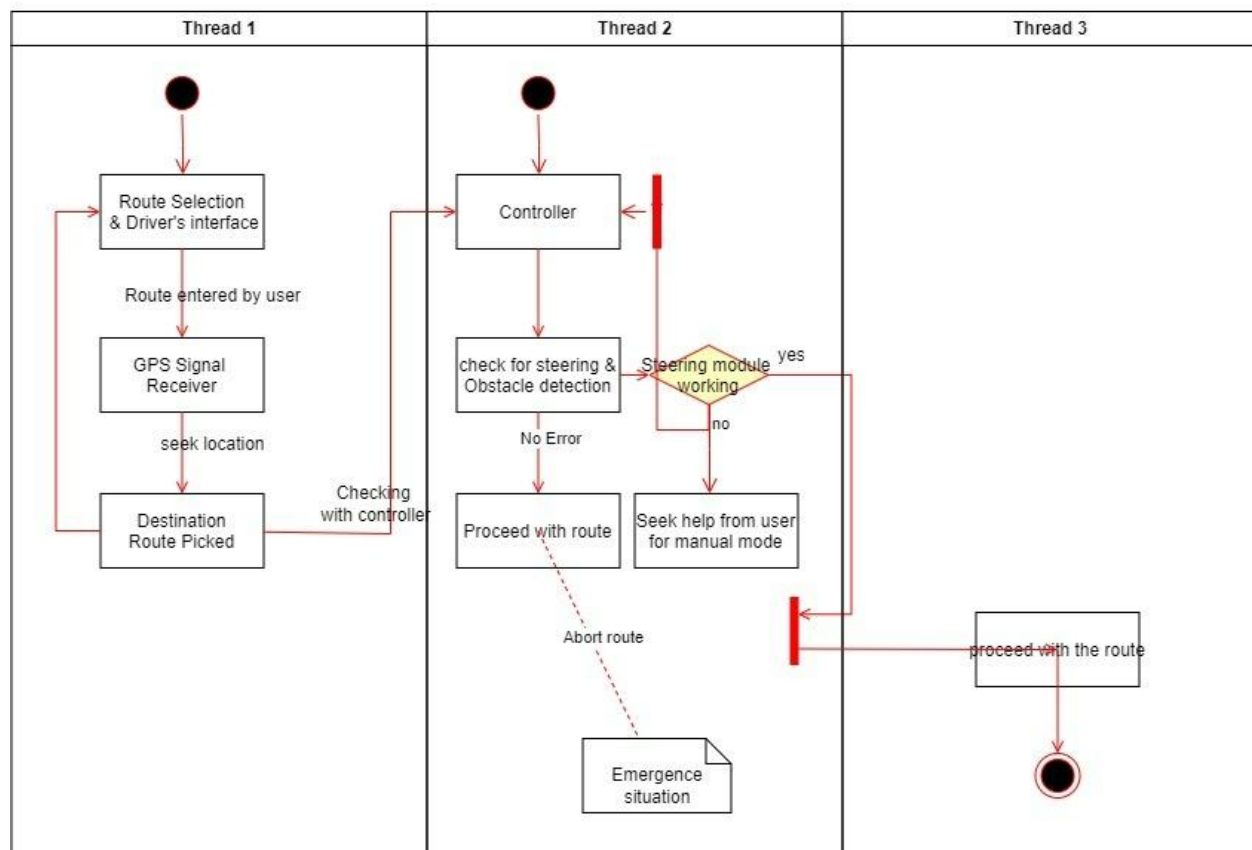 Thread 1
Thread 2
Thread 3
Route Selection
& Driver's interface
Route entered by user
GPS Signal
Receiver
seek location
Destination
Route Picked
Checking
with controller
Controller
check for steering &
Obstacle detection
Steering module
working
yes
no
No Error
Proceed with route
Seek help from user
for manual mode
Abort route
Emergence
situation
proceed with the route